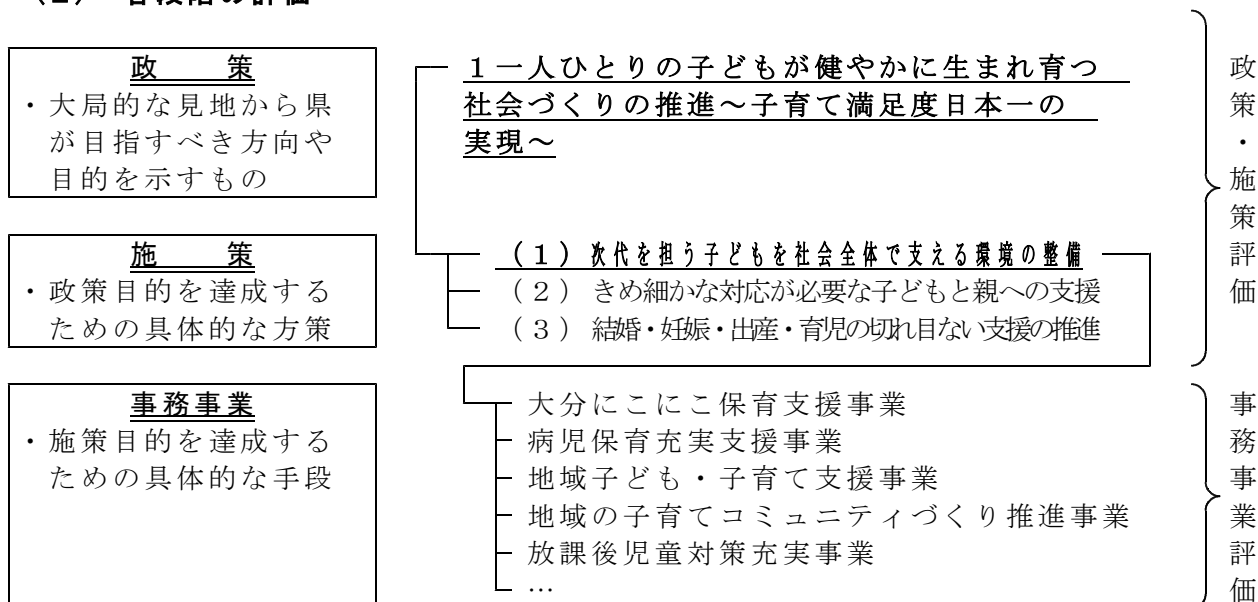 政　　策
・大局的な見地から県
が目指すべき方向や
目的を示すもの
１一人ひとりの子どもが健やかに生まれ育つ
社会づくりの推進～子育て満足度日本一の
実現～
施　　策
・政策目的を達成する
ための具体的な方策
（１）次代を担う子どもを社会全体で支える環境の整備
（２）きめ細かな対応が必要な子どもと親への支援
（３）結婚・妊娠・出産・育児の切れ目ない支援の推進
政策・施策評価
事務事業
・施策目的を達成する
ための具体的な手段
大分にこにこ保育支援事業
病児保育充実支援事業
地域子ども・子育て支援事業
地域の子育てコミュニティづくり推進事業
放課後児童対策充実事業
…
事務事業評価